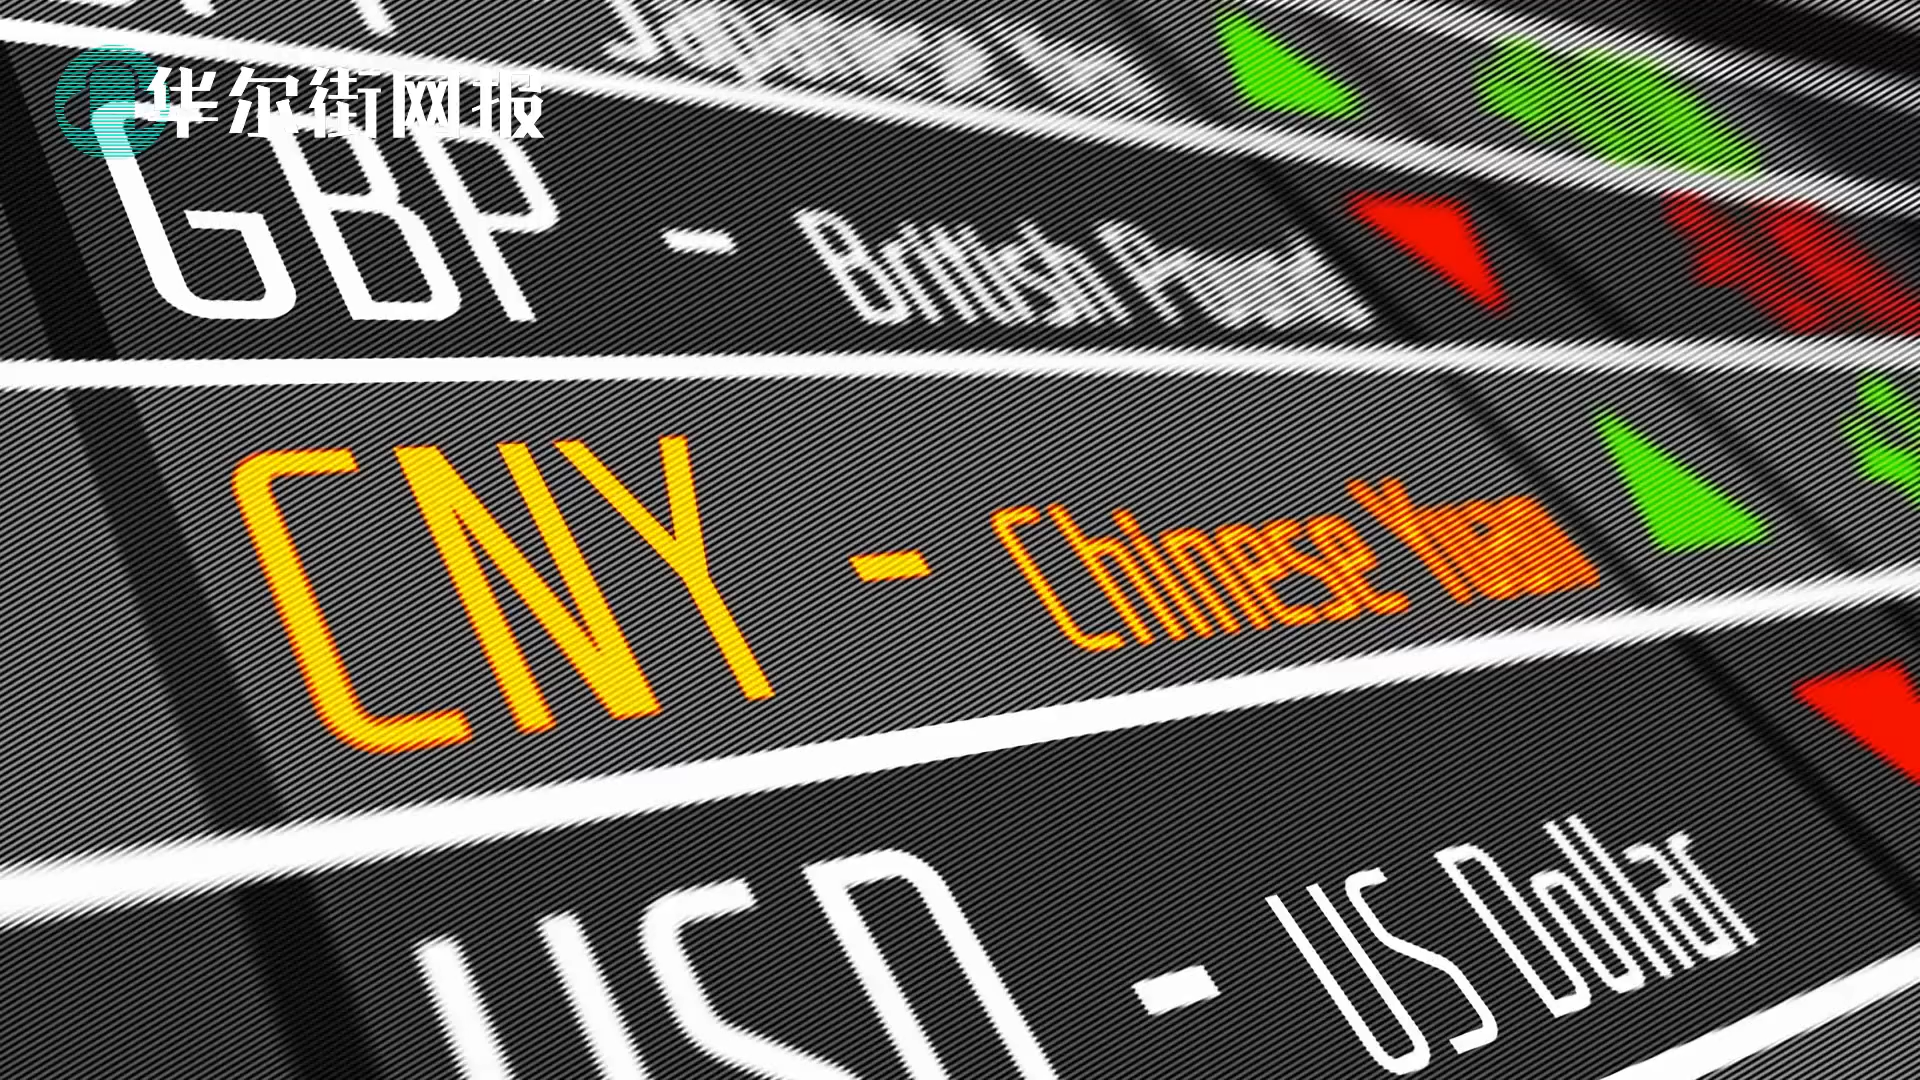 华尔街网报
GBP - British Pound
CNY - Chinese Yuan
USD - US Dollar